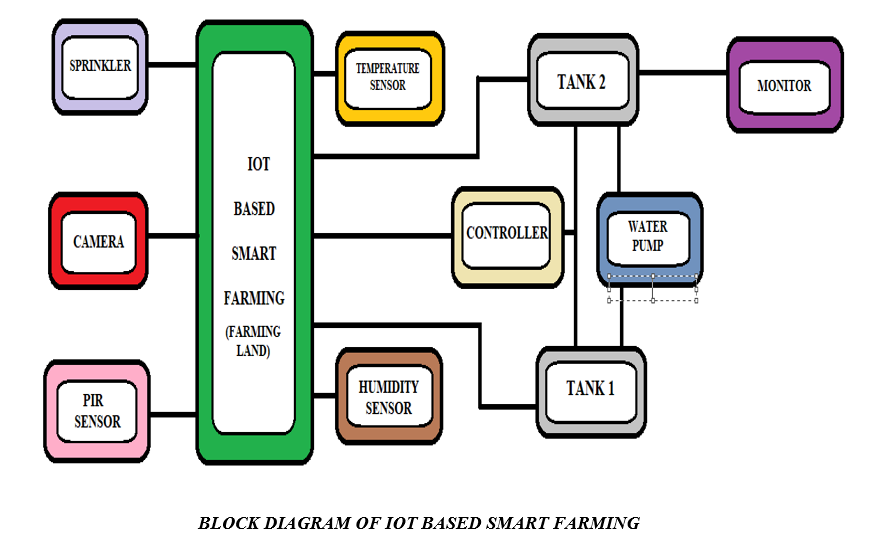 SPRINKLER
CAMERA
PIR
SENSOR
IOT
BASED
SMART
FARMING
(FARMING
LAND)
TEMPERATURE
SENSOR
CONTROLLER
HUMIDITY
SENSOR
TANK 2
WATER
PUMP
TANK 1
MONITOR
BLOCK DIAGRAM OF IOT BASED SMART FARMING